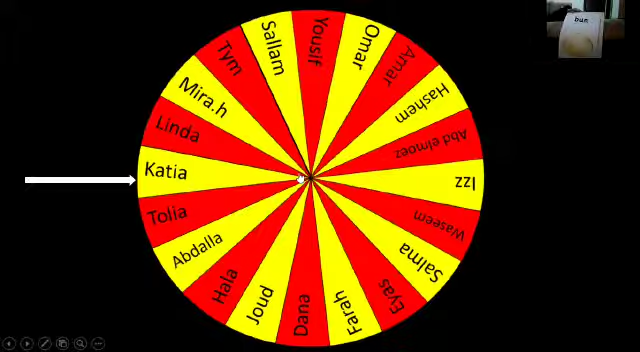 Yousif
Omar
Amar
Hashem
Abd elmoez
Izz
Waseem
Salma
Eyas
Farah
Dana
Joud
Hala
Abdalla
Tolia
Katia
Linda
Mira.h
Tym
Sallam
bun